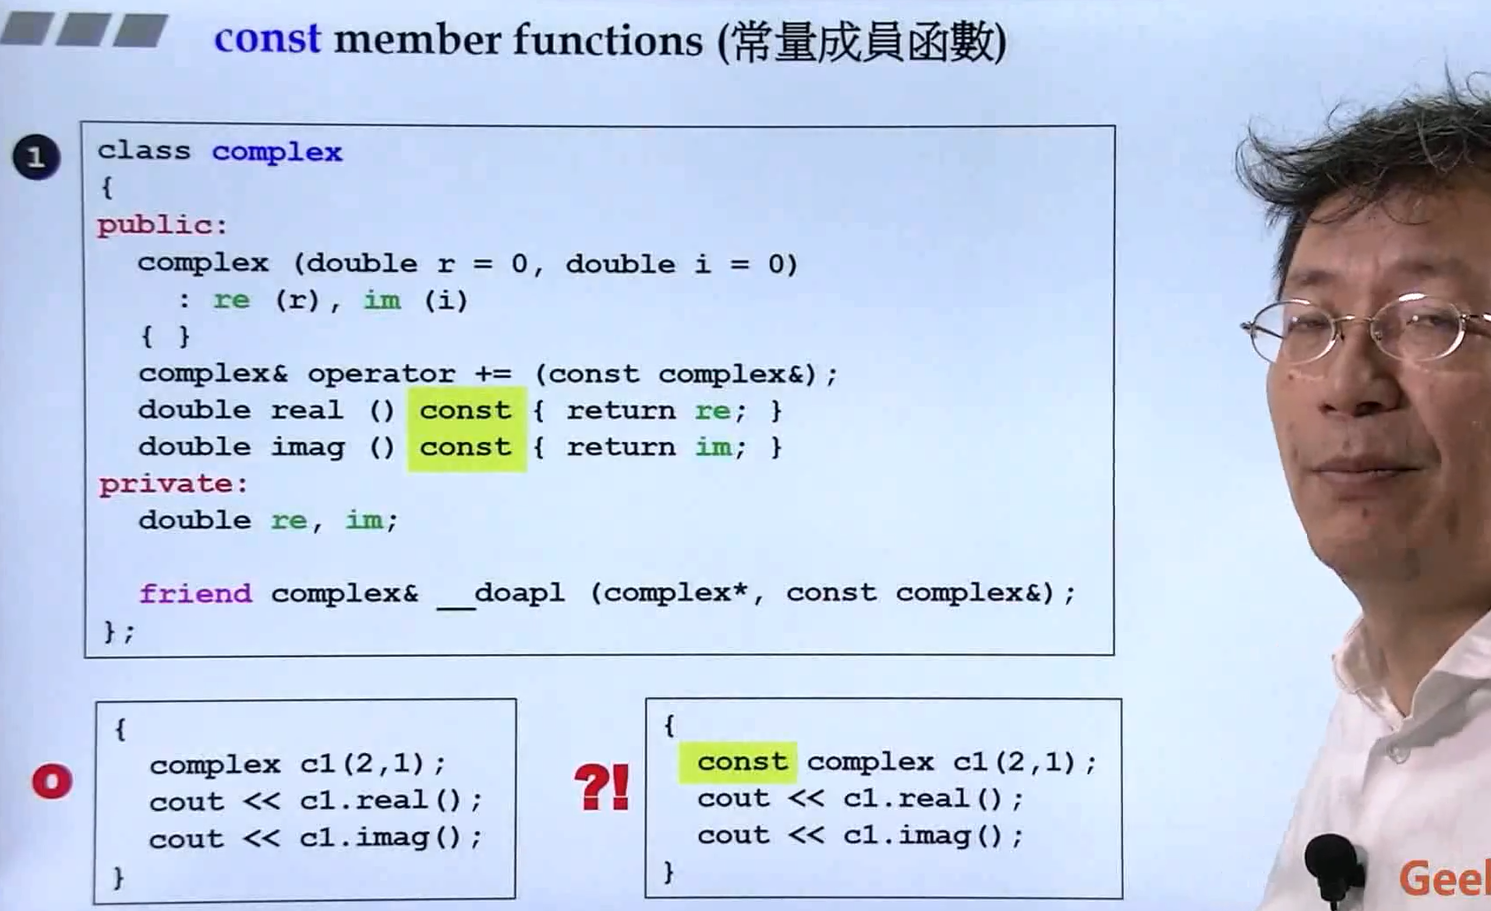 const member functions (常量成員函數)
1
class complex
{
public:
complex (double r = 0, double i = 0)
: re (r), im (i)
{ }
complex& operator += (const complex&);
double real () const { return re; }
double imag () const { return im; }
private:
double re, im;
friend complex& __doapl (complex*, const complex&);
};
O
{
complex c1(2,1);
cout << c1.real();
cout << c1.imag();
}
?!
{
const complex c1(2,1);
cout << c1.real();
cout << c1.imag();
}
Geek